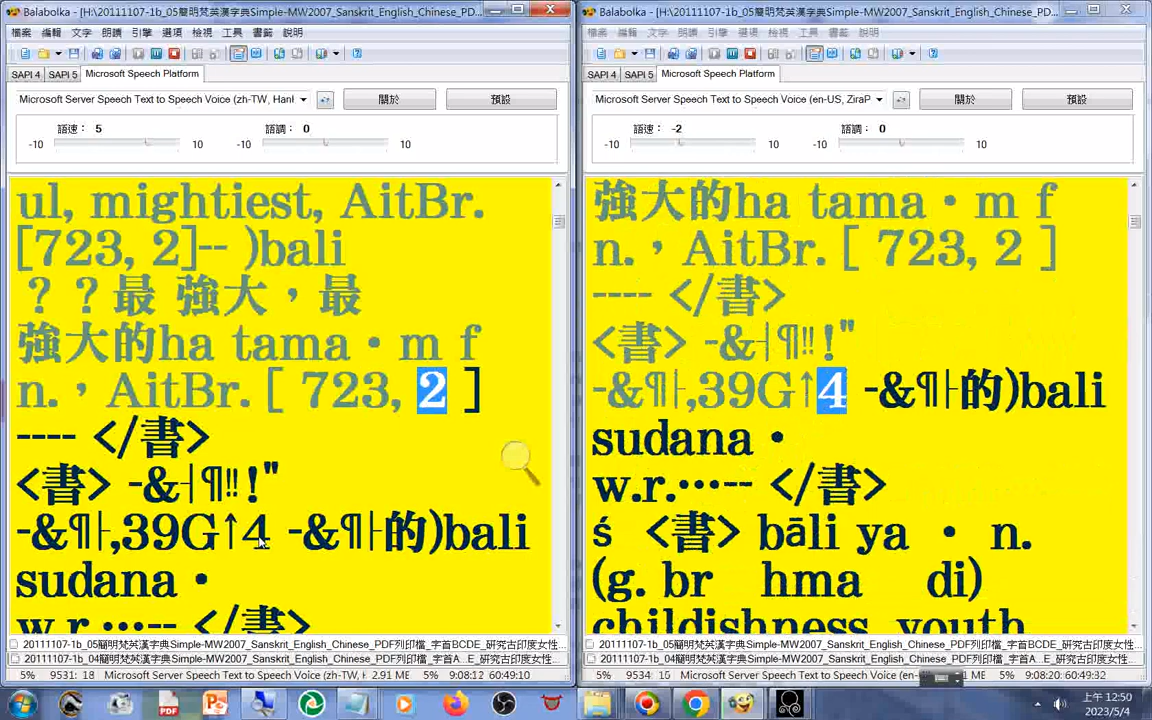 Balabolka - [H:\20111107-1b_05簡明梵英漢字典Simple-MW2007_Sanskrit_English_Chinese_PD...
檔案 編輯 文字 朗讀 引擎 選項 檢視 工具 書籤 說明
SAPI 4 SAPI 5 Microsoft Speech Platform
Microsoft Server Speech Text to Speech Voice (zh-TW, Hanl
關於 預設
語速： 5 語調： 0
-10 10 -10 10
ul, mightiest, AitBr.
[723, 2]-- )bali
？？最 強大，最
強大的ha tama・m f
n.，AitBr. [ 723, 2 ]
---- </書>
<書> -&┤¶‼!"
-&¶├,39G↑4 -&¶├的)bali
sudana・
w.r.…-- </書>
20111107-1b_05簡明梵英漢字典Simple-MW2007_Sanskrit_English_Chinese_PDF列印檔_字首BCDE_研究古印度女性...
20111107-1b_04簡明梵英漢字典Simple-MW2007_Sanskrit_English_Chinese_PDF列印檔_字首A...E_研究古印度女性...
5% 9531: 18 Microsoft Server Speech Text to Speech Voice (zh-TW, 2.91 MB 5% 9:08:12 60:49:10
Balabolka - [H:\20111107-1b_05簡明梵英漢字典Simple-MW2007_Sanskrit_English_Chinese_PD...
檔案 編輯 文字 朗讀 引擎 選項 檢視 工具 書籤 說明
SAPI 4 SAPI 5 Microsoft Speech Platform
Microsoft Server Speech Text to Speech Voice (en-US, ZiraP
關於 預設
語速： -2 語調： 0
-10 10 -10 10
強大的ha tama・m f
n.，AitBr. [ 723, 2 ]
---- </書>
<書> -&┤¶‼!"
-&¶├,39G↑4 -&¶├的)bali
sudana・
w.r.…-- </書>
ś <書> bāli ya ・ n.
(g. br hma di)
childishness, youth
20111107-1b_05簡明梵英漢字典Simple-MW2007_Sanskrit_English_Chinese_PDF列印檔_字首BCDE_研究古印度女性...
20111107-1b_04簡明梵英漢字典Simple-MW2007_Sanskrit_English_Chinese_PDF列印檔_字首A...E_研究古印度女性...
5% 9534: 15 Microsoft Server Speech Text to Speech Voice (en-US, MB 5% 9:08:20 60:49:32
上午 12:50
2023/5/4